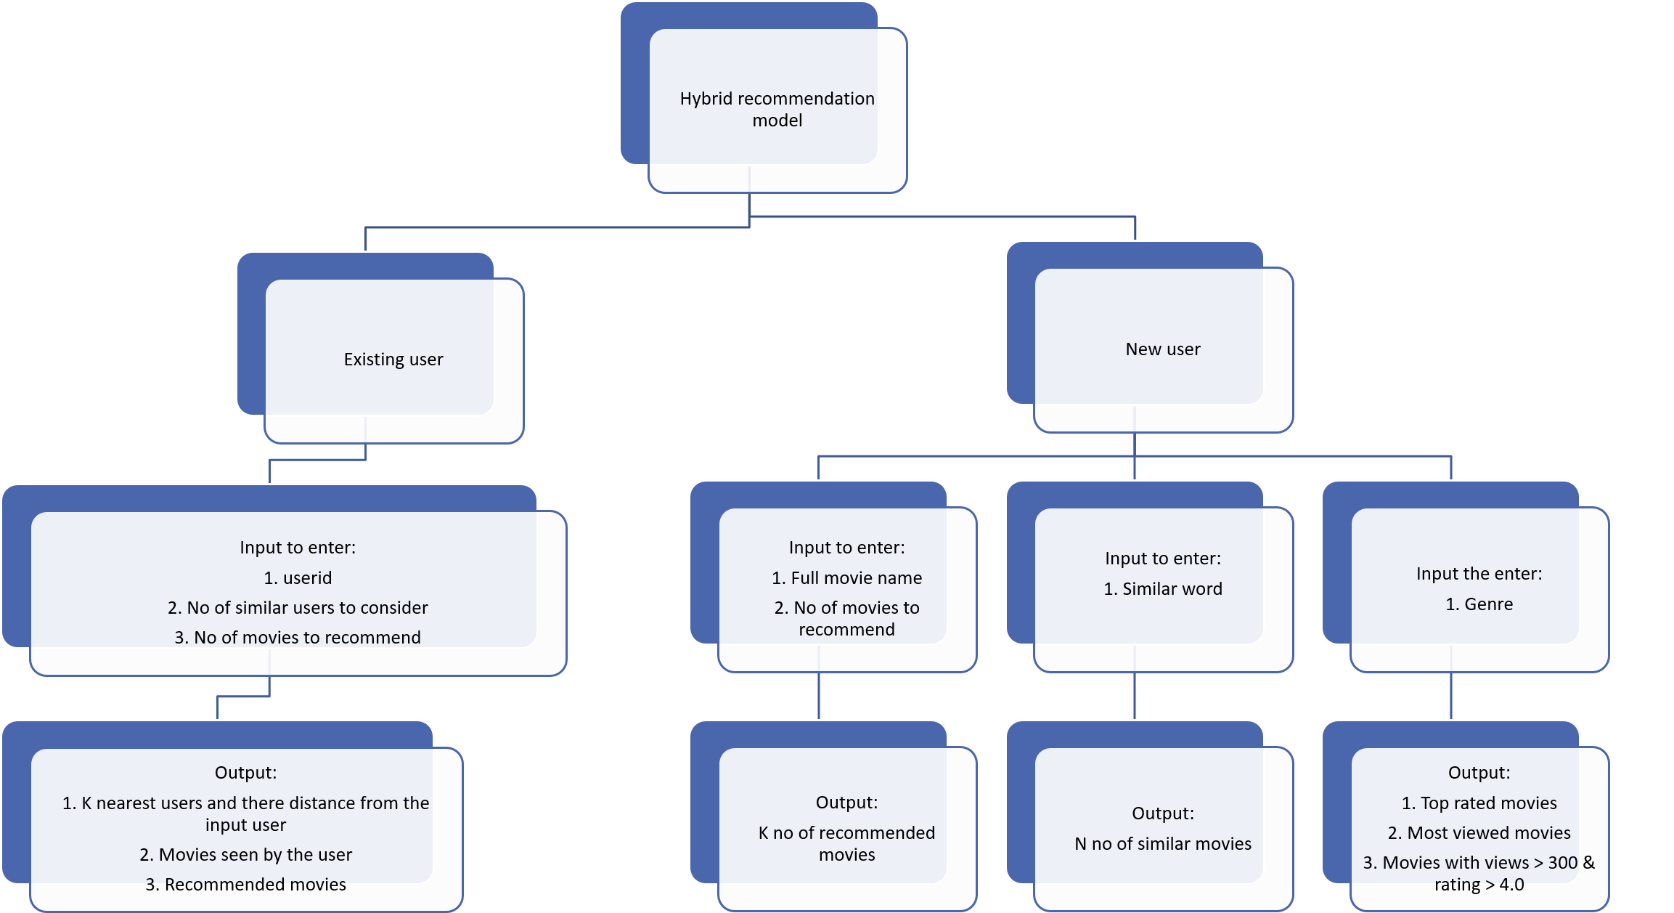 Hybrid recommendation
model
Existing user
New user
Input to enter:
1. userid
2. No of similar users to consider
3. No of movies to recommend
Input to enter:
1. Full movie name
2. No of movies to
recommend
Input to enter:
1. Similar word
Input the enter:
1. Genre
Output:
1. K nearest users and there distance from the
input user
2. Movies seen by the user
3. Recommended movies
Output:
K no of recommended
movies
Output:
N no of similar movies
Output:
1. Top rated movies
2. Most viewed movies
3. Movies with views > 300 &
rating > 4.0